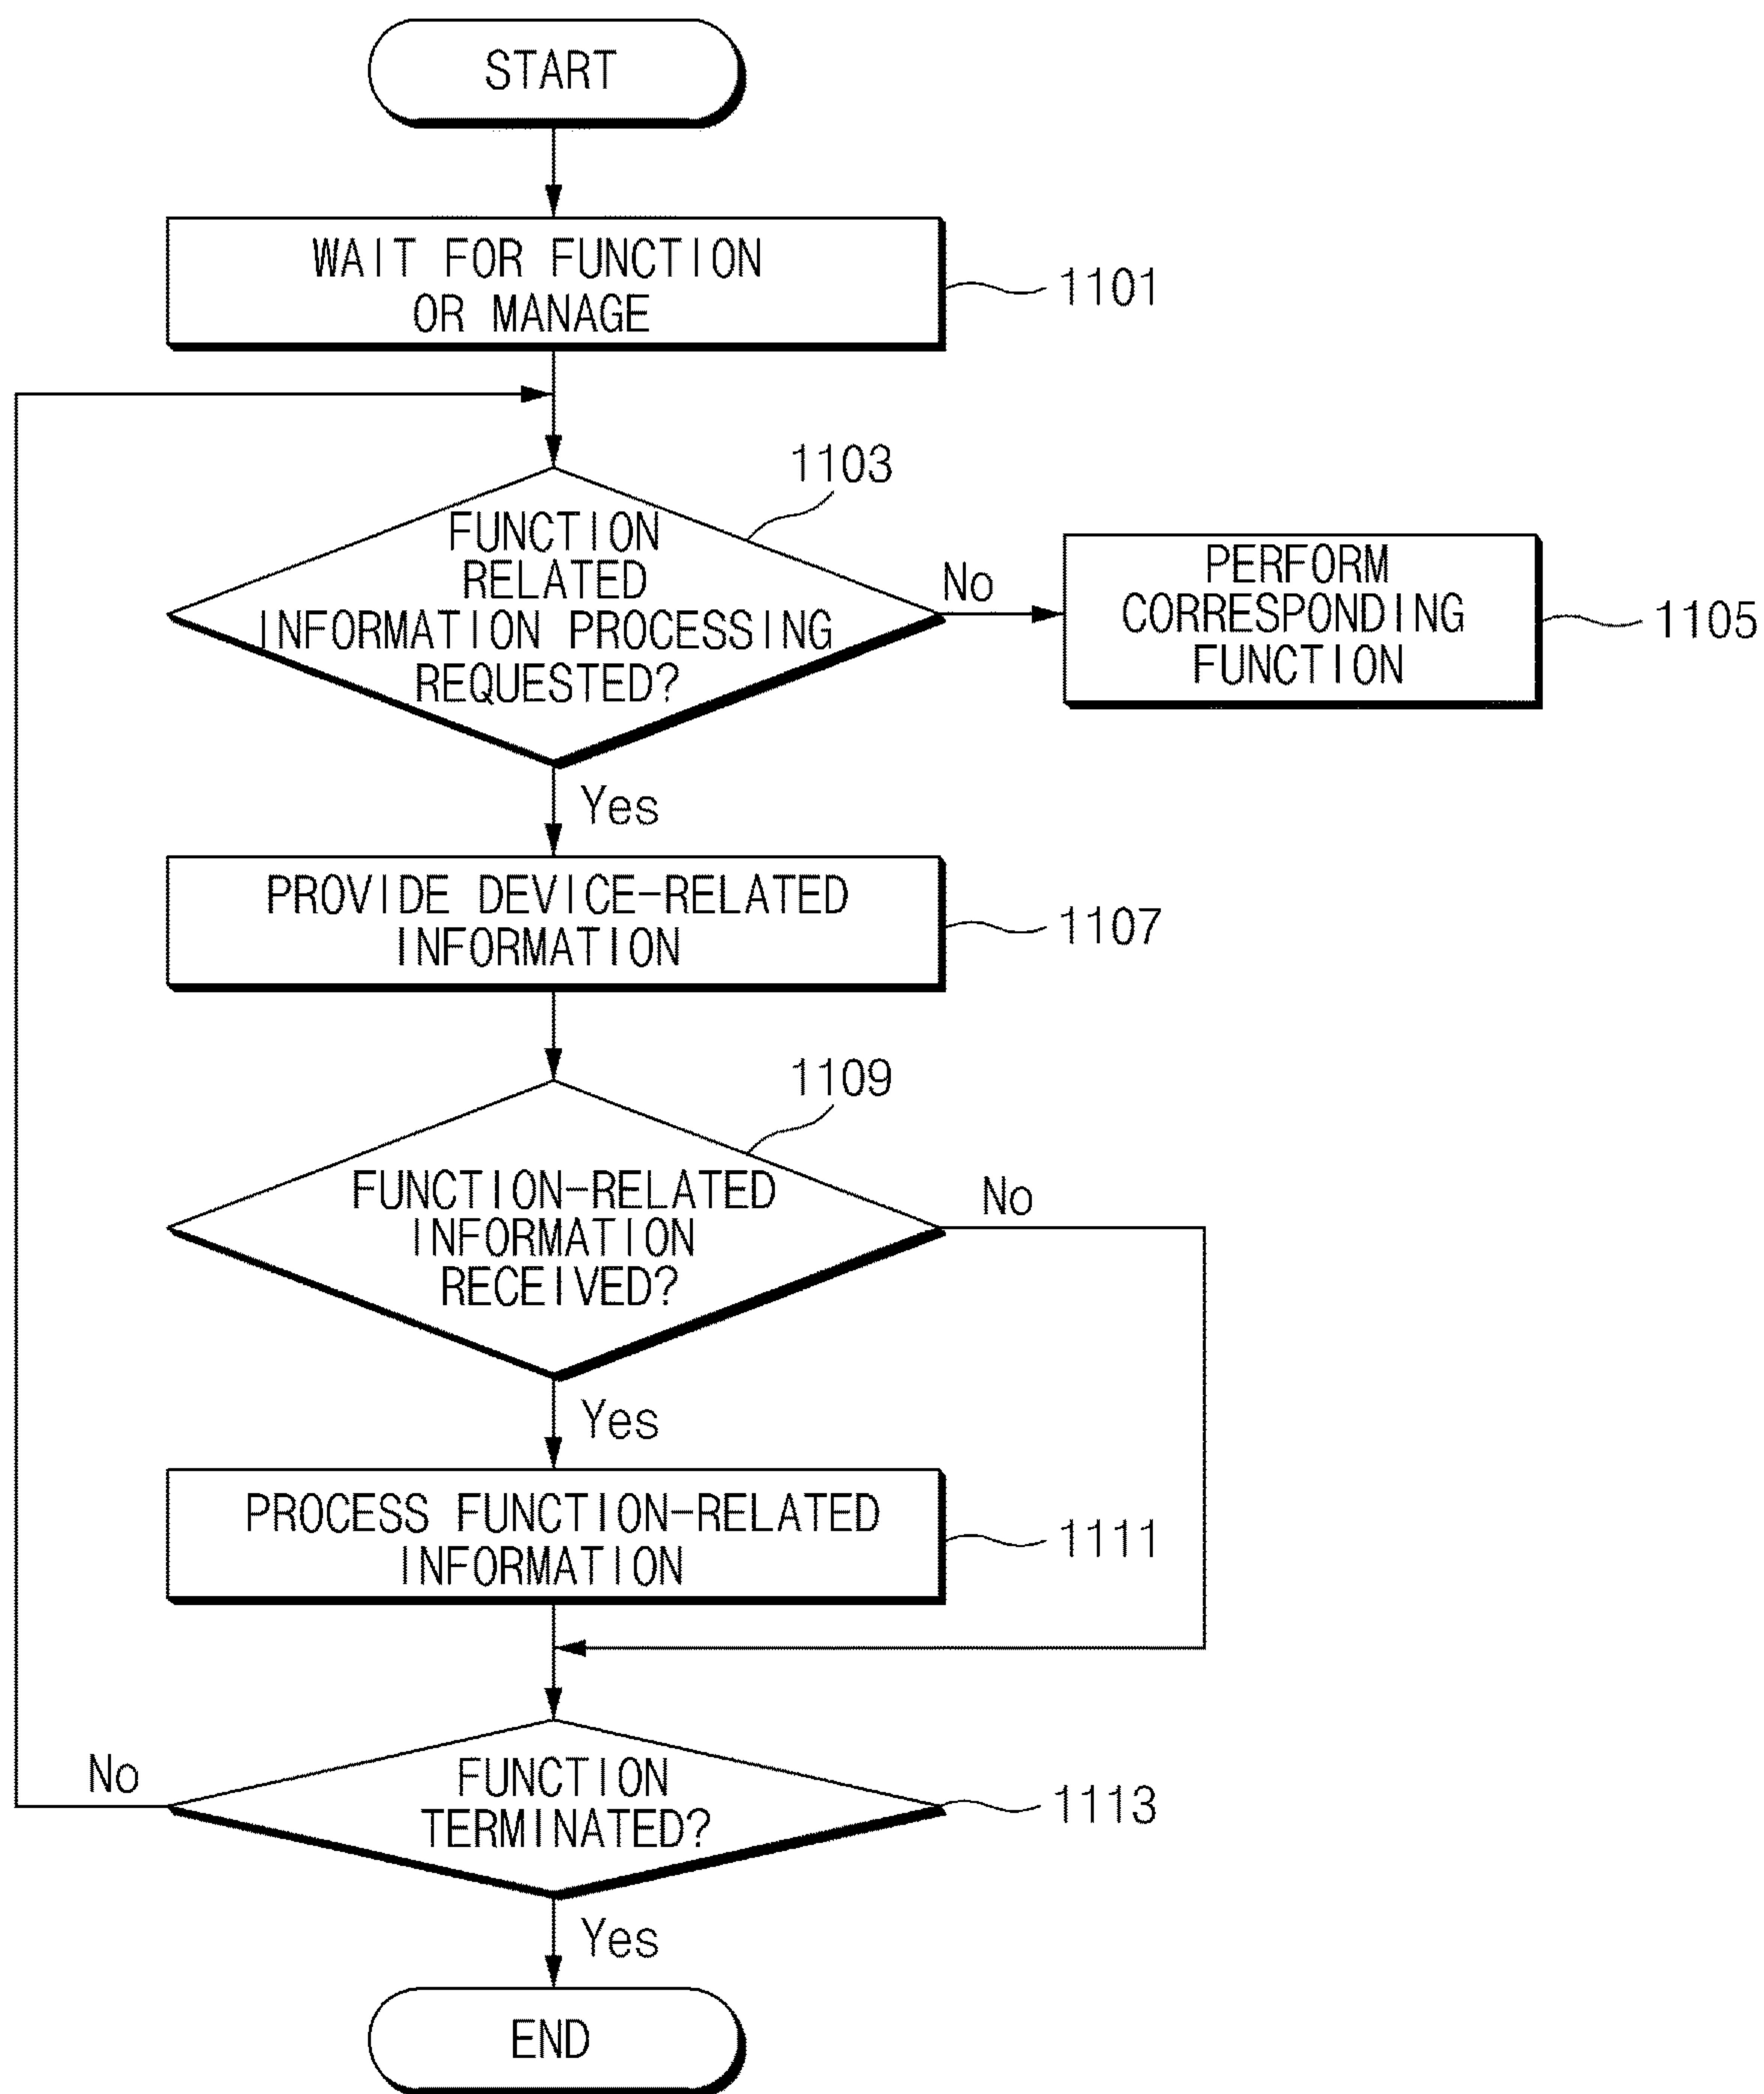 START
WAIT FOR FUNCTION
OR MANAGE
1101
1103
FUNCTION
RELATED
INFORMATION PROCESSING
REQUESTED?
No
PERFORM
CORRESPONDING
FUNCTION
1105
Yes
PROVIDE DEVICE-RELATED
INFORMATION
1107
1109
FUNCTION-RELATED
INFORMATION
RECEIVED?
No
Yes
PROCESS FUNCTION-RELATED
INFORMATION
1111
No
FUNCTION
TERMINATED?
1113
Yes
END